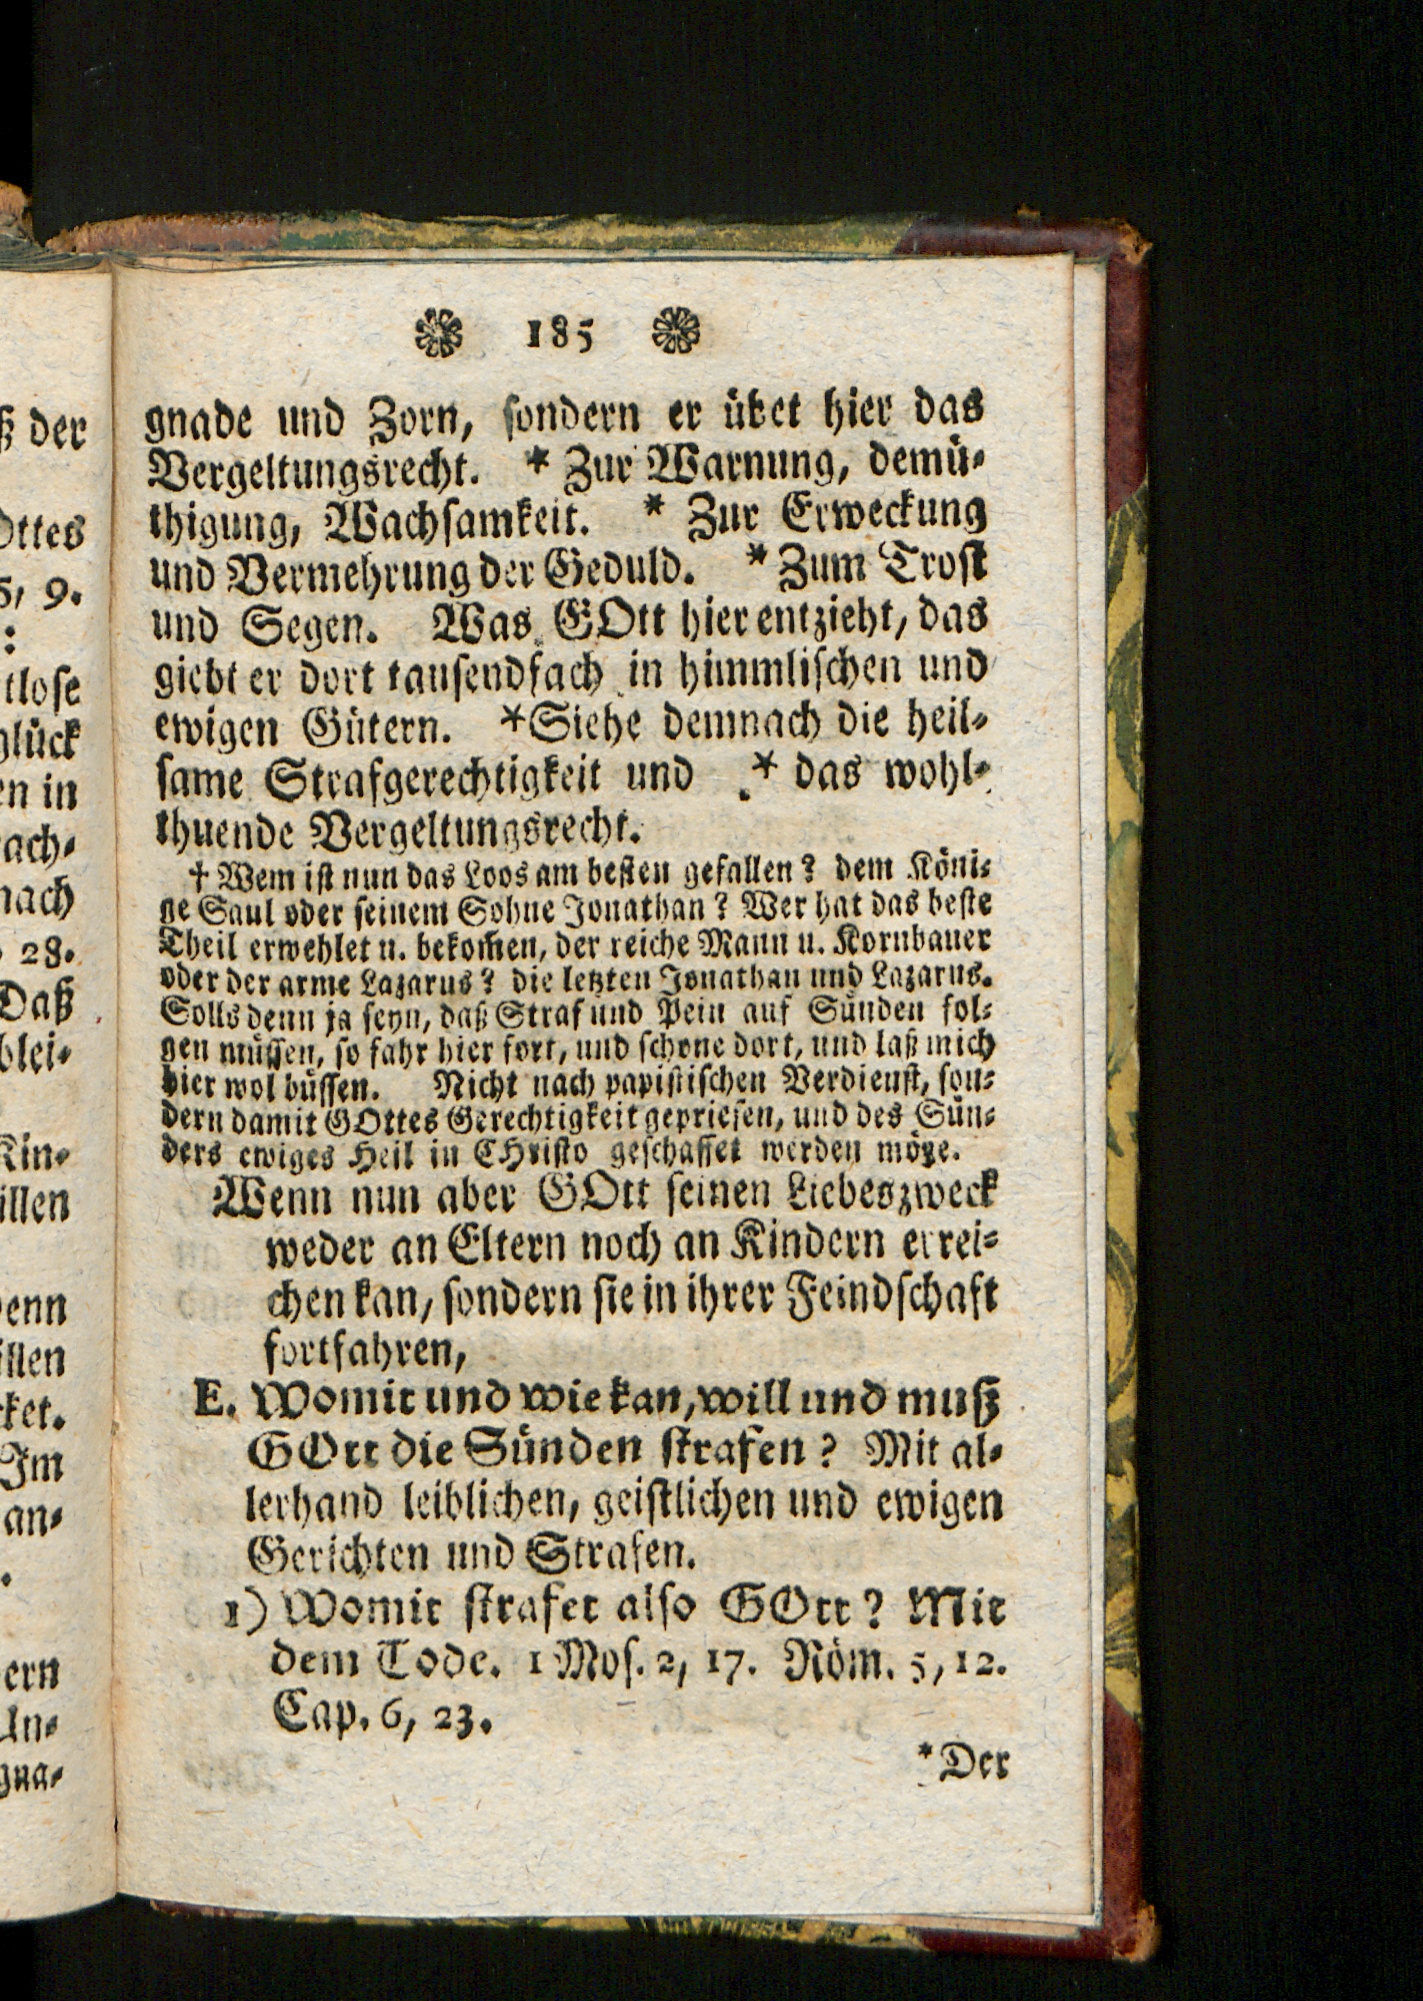 185
gnade und Zorn, sondern er übet hier das
Vergeltungsrecht. * Zur Warnung, demü-
thigung, Wachsamkeit. * Zur Erweckung
und Vermehrung der Geduld. * Zum Trost
und Segen. Was GOtt hier entzieht, das
giebt er dort tausendfach in himmlischen und
ewigen Gütern. *Siehe demnach die heil-
same Strafgerechtigkeit und * das wohl-
thuende Vergeltungsrecht.
† Wem ist nun das Loos am besten gefallen? dem Köni-
ge Saul oder seinem Sohne Jonathan? Wer hat das beste
Theil erwehlet u. bekom̃en, der reiche Mann u. Kornbauer
oder der arme Lazarus? die letzten Jonathan und Lazarus.
Solls denn ja seyn, daß Straf und Pein auf Sünden fol-
gen müssen, so fahr hier fort, und schone dort, und laß mich
hier wol büssen. Nicht nach papistischen Verdienst, son-
dern damit GOttes Gerechtigkeit gepriesen, und des Sün-
ders ewiges Heil in CHristo geschaffet werden möge.
Wenn nun aber GOtt seinen Liebeszweck
weder an Eltern noch an Kindern errei-
chen kan, sondern sie in ihrer Feindschaft
fortfahren,
E. Womit und wie kan, will und muß
GOtt die Sünden strafen? Mit al-
lerhand leiblichen, geistlichen und ewigen
Gerichten und Strafen.
1) Womit strafet also GOtt? Mit
dem Tode. 1 Mos. 2, 17. Röm. 5, 12.
Cap. 6, 23.
*Der